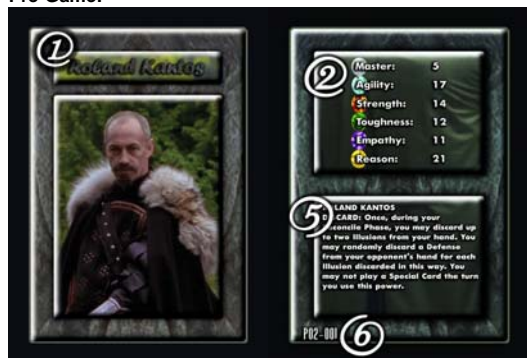 Pre-Game:
1
Roland Kantos
2
Master: 5
Agility: 17
Strength: 14
Toughness: 12
Empathy: 11
Reason: 21
5
LAND KANTOS
CARD: Once, during your
Reconsile Phase, you may discard up
to two Illusions from your hand. You
may randomly discard a Defense
from your opponent's hand for each
Illusion discarded in this way. You
may not play a Special Card the turn
you use this power.
P02-001
6